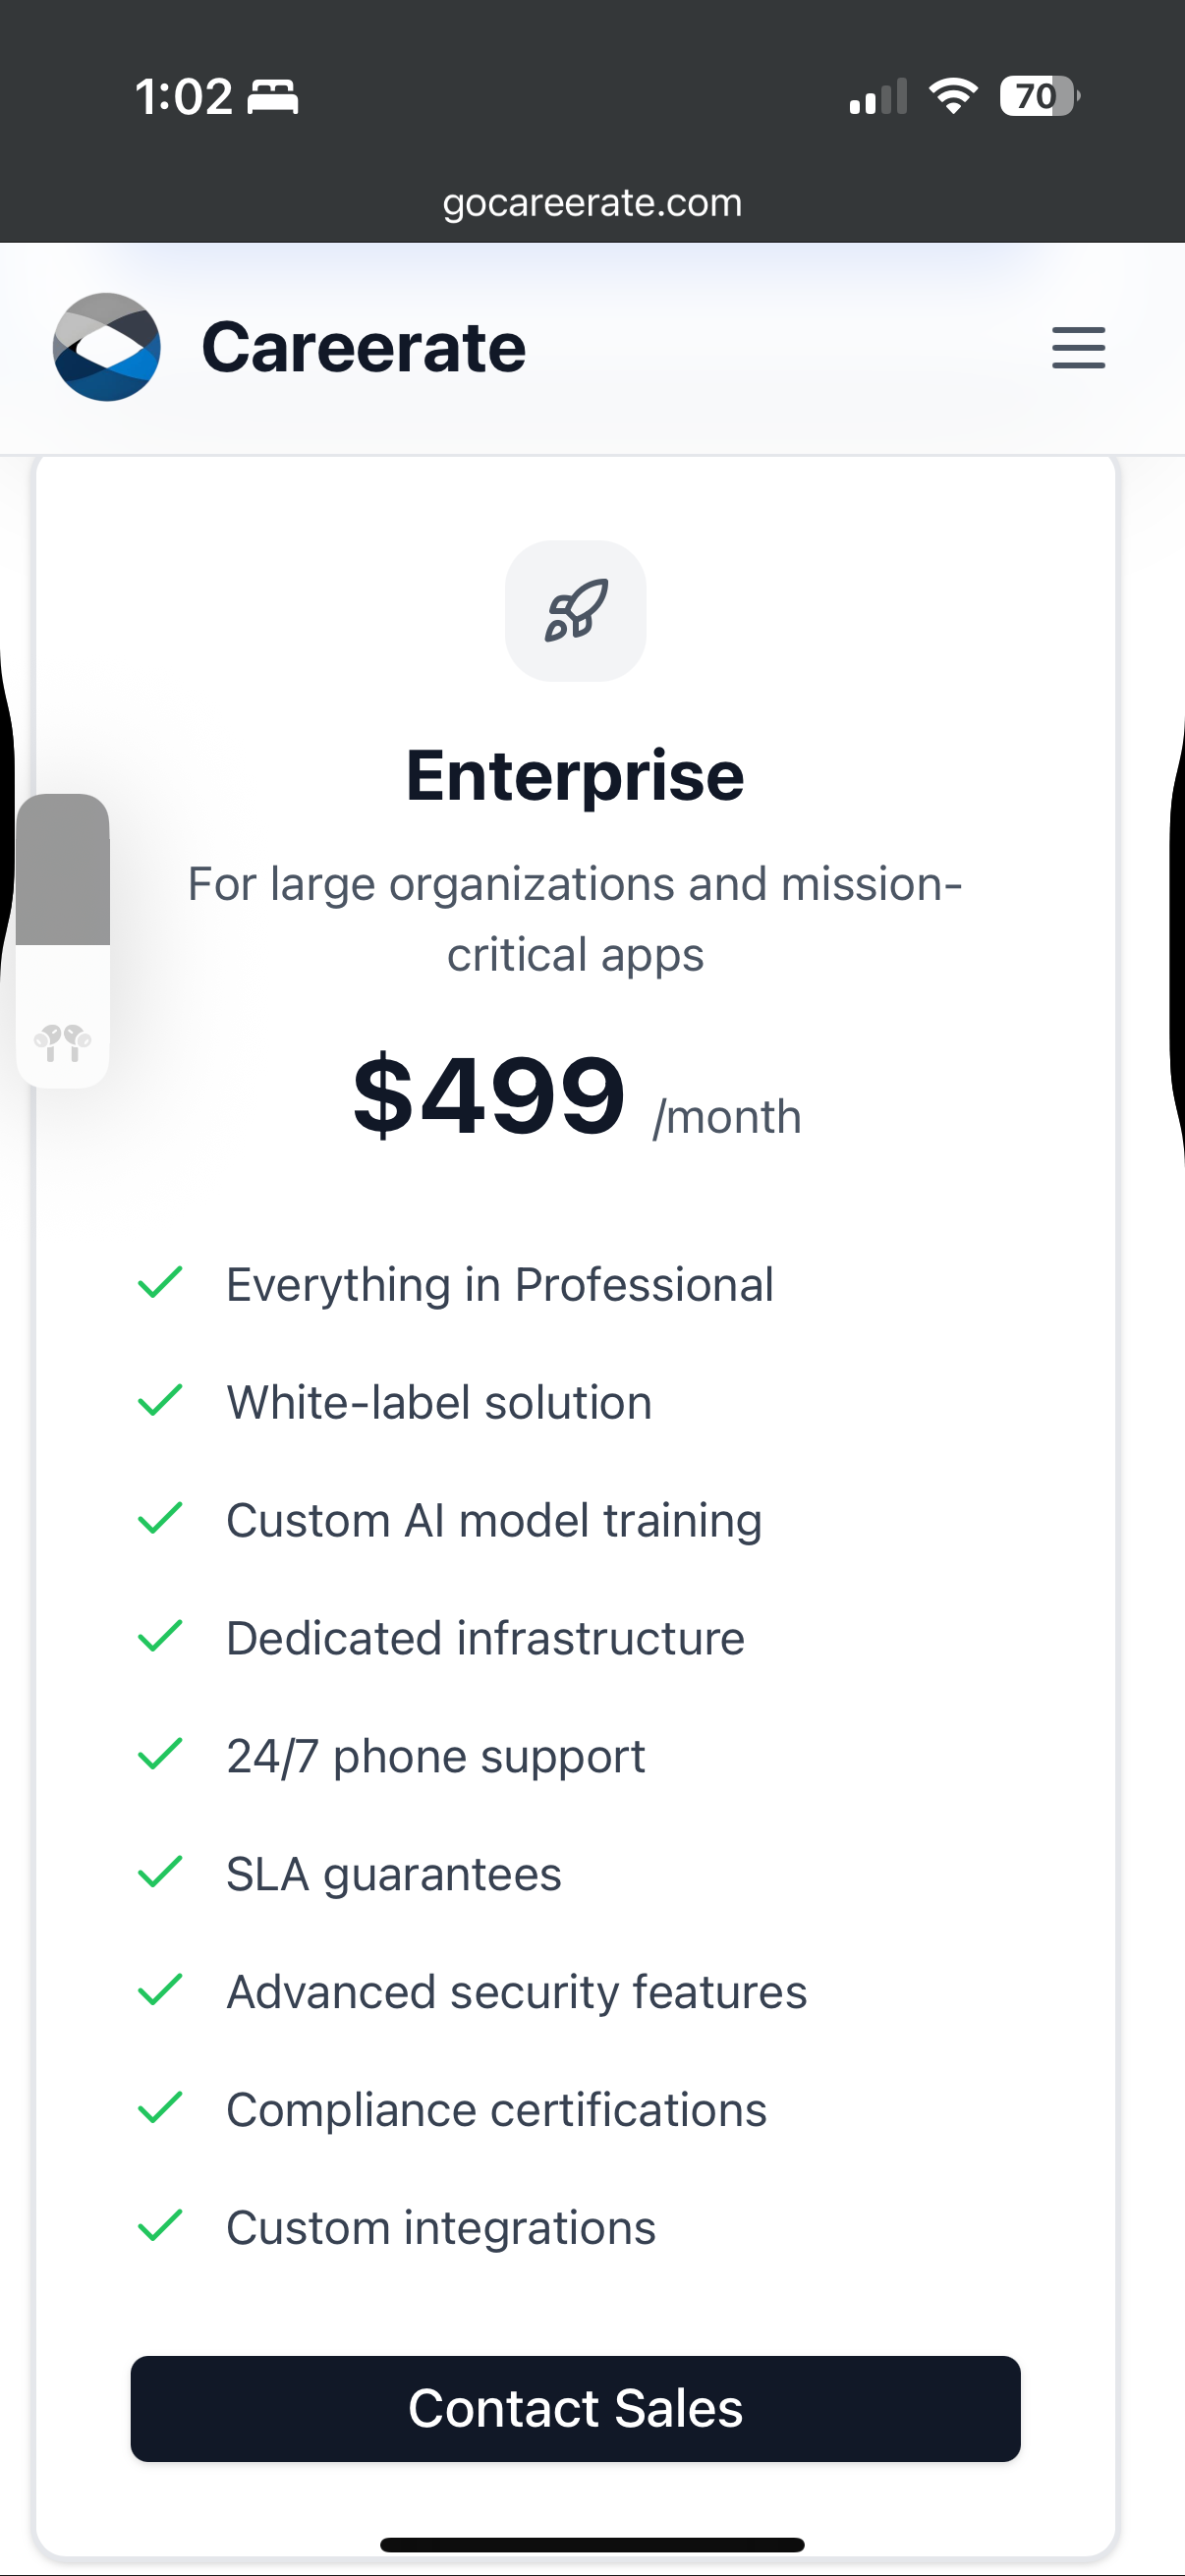 1:02
70
gocareerate.com
Careerate
Enterprise
For large organizations and mission-
critical apps
$499 /month
Everything in Professional
White-label solution
Custom AI model training
Dedicated infrastructure
24/7 phone support
SLA guarantees
Advanced security features
Compliance certifications
Custom integrations
Contact Sales